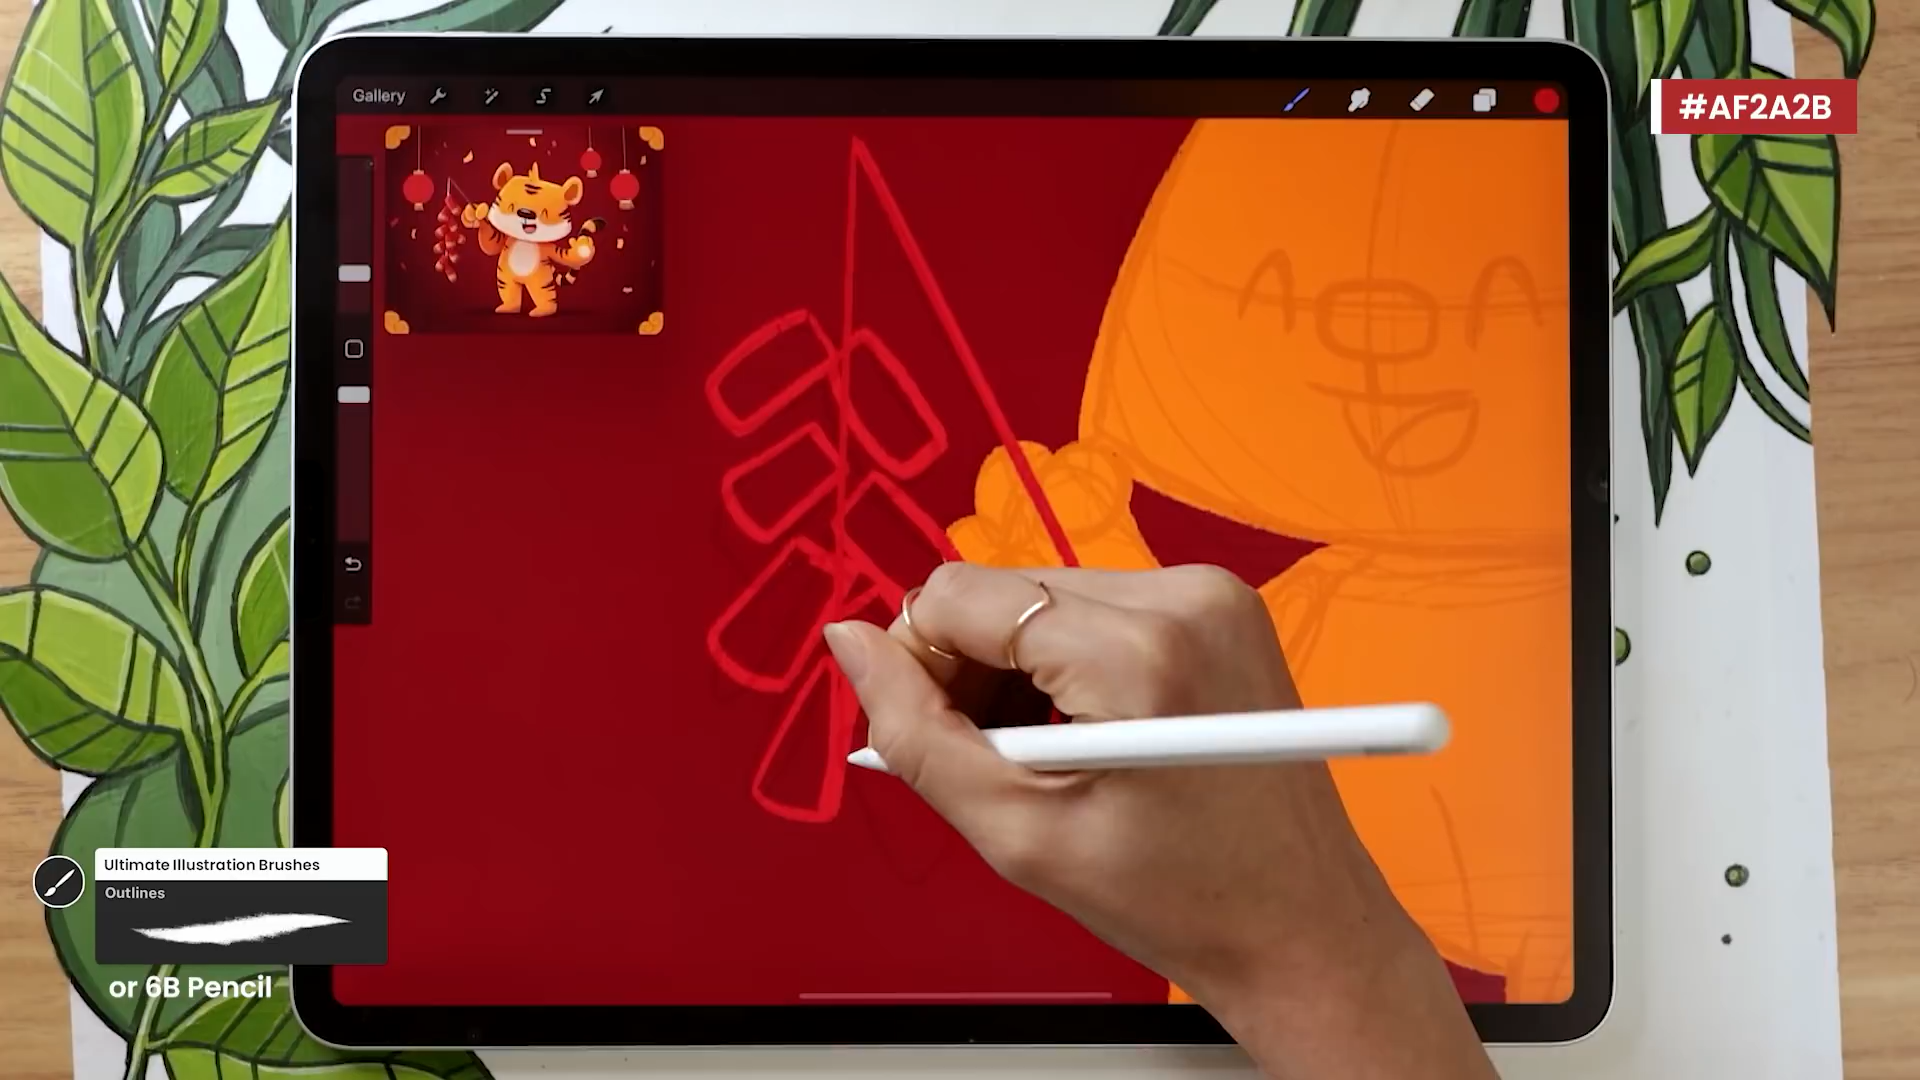 Gallery
#AF2A2B
Ultimate Illustration Brushes
Outlines
or 6B Pencil